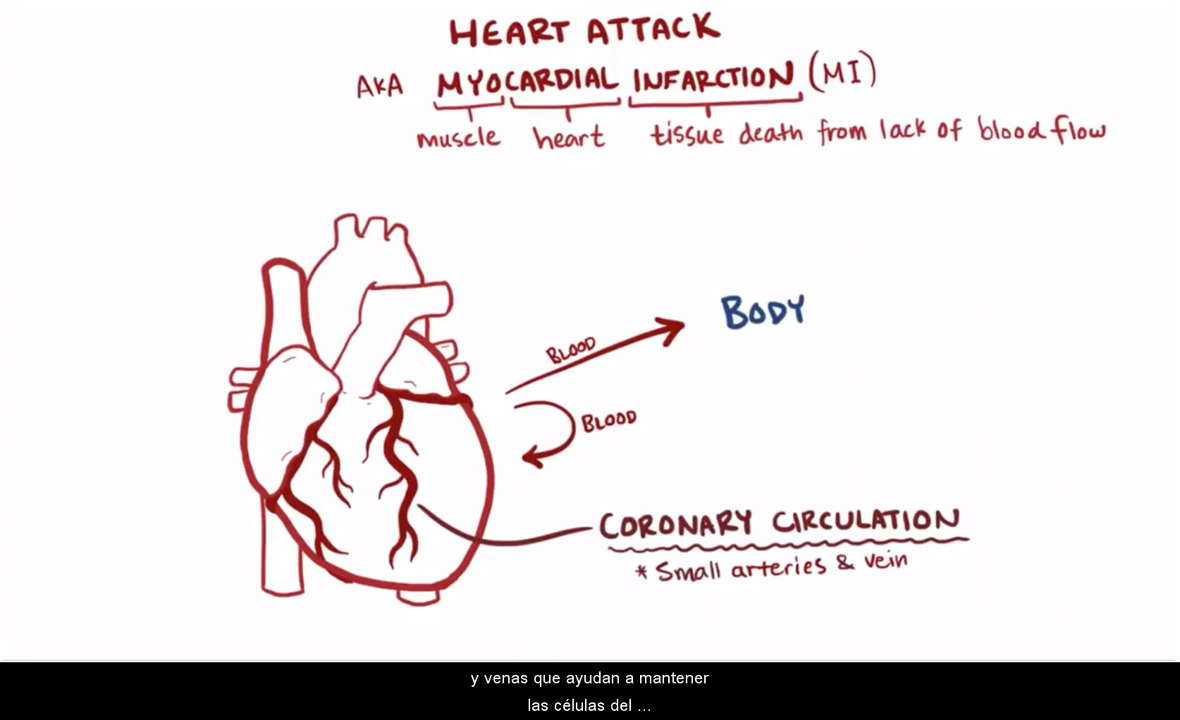 HEART ATTACK
AKA MYOCARDIAL INFARCTION (MI)
muscle heart tissue death from lack of blood flow
BODY
BLOOD
BLOOD
CORONARY CIRCULATION
* Small arteries & vein
y venas que ayudan a mantener
las células del ...